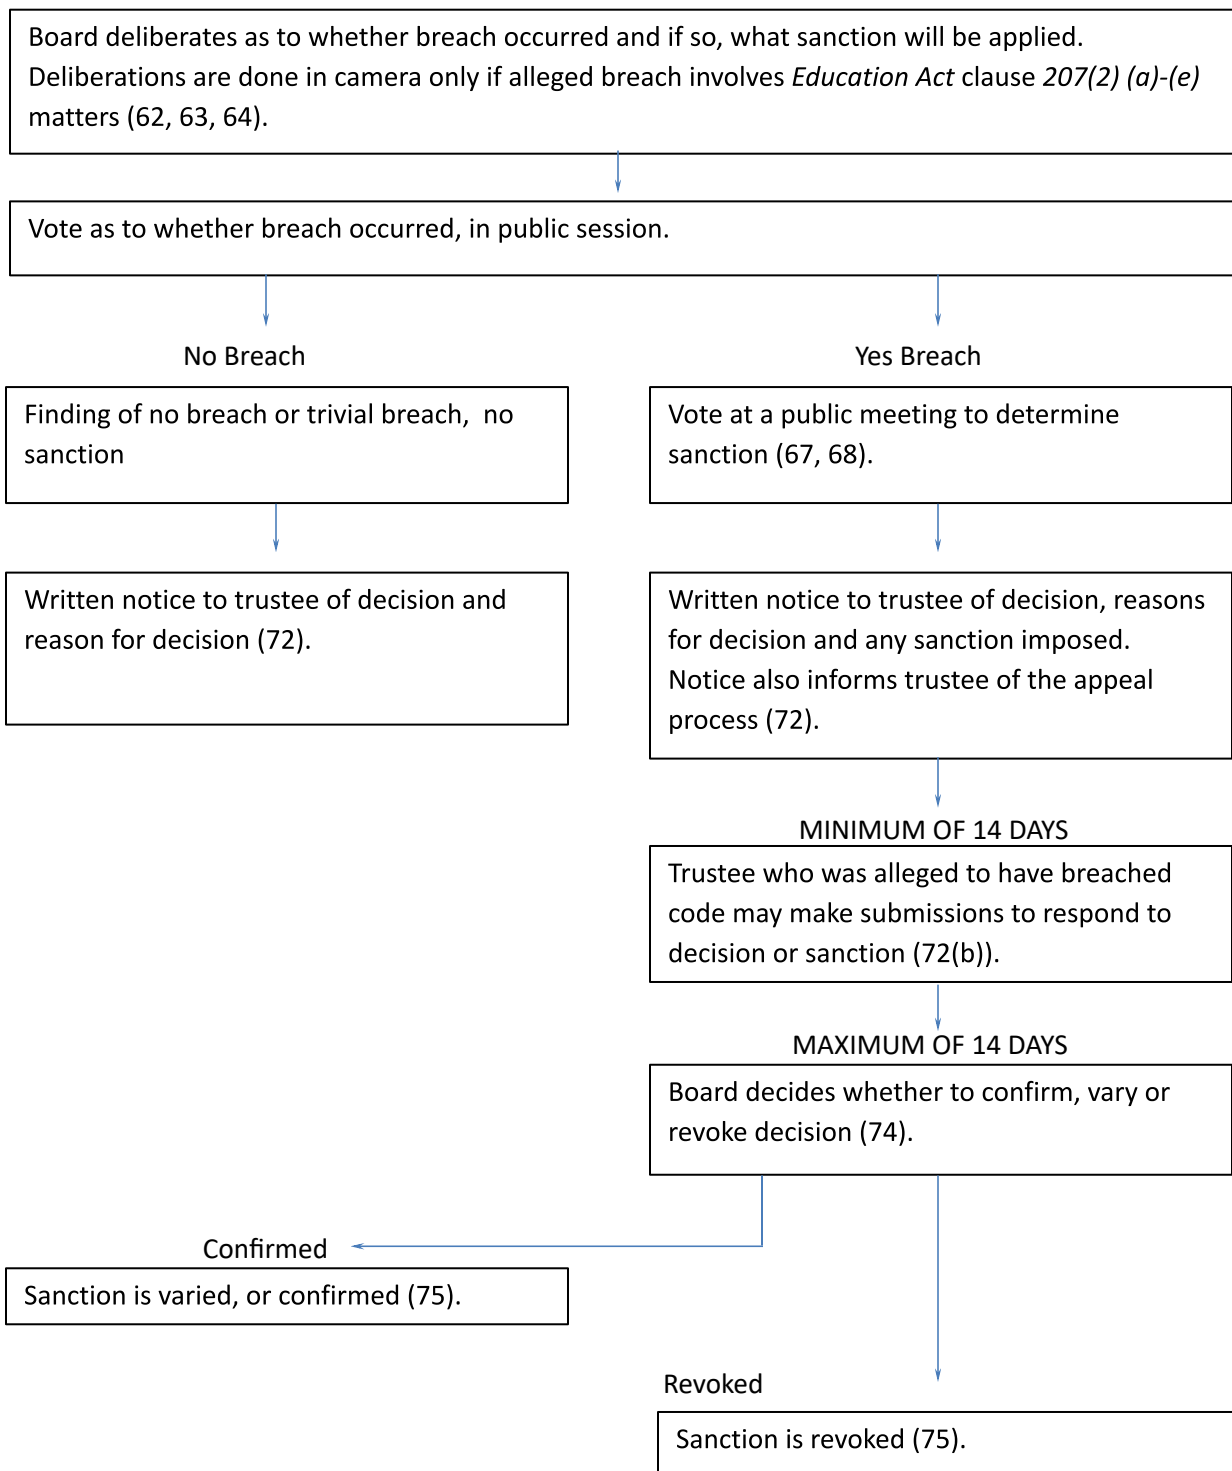 Board deliberates as to whether breach occurred and if so, what sanction will be applied.
Deliberations are done in camera only if alleged breach involves Education Act clause 207(2) (a)-(e)
matters (62, 63, 64).
Vote as to whether breach occurred, in public session.
No Breach
Yes Breach
Finding of no breach or trivial breach,  no
sanction
Vote at a public meeting to determine
sanction (67, 68).
Written notice to trustee of decision and
reason for decision (72).
Written notice to trustee of decision, reasons
for decision and any sanction imposed.
Notice also informs trustee of the appeal
process (72).
MINIMUM OF 14 DAYS
Trustee who was alleged to have breached
code may make submissions to respond to
decision or sanction (72(b)).
MAXIMUM OF 14 DAYS
Board decides whether to confirm, vary or
revoke decision (74).
Confirmed
Sanction is varied, or confirmed (75).
Revoked
Sanction is revoked (75).